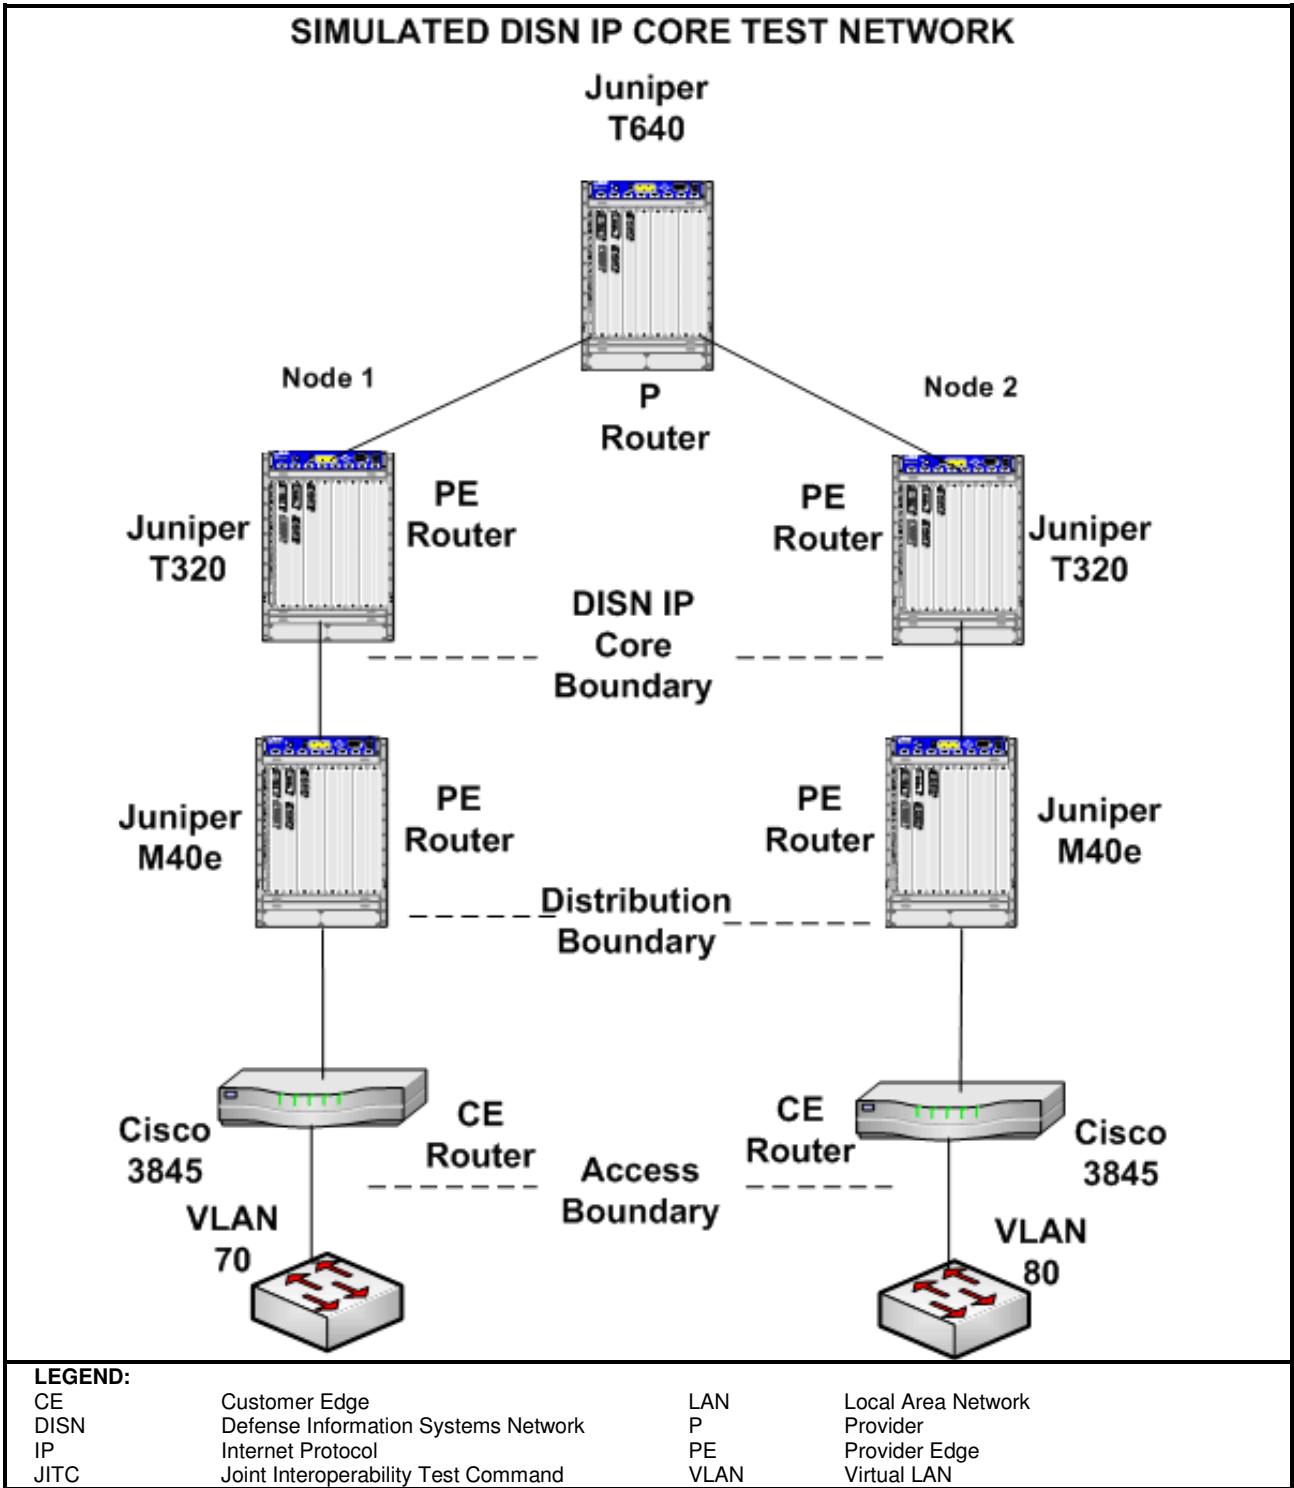 SIMULATED DISN IP CORE TEST NETWORK
Juniper
T640
Node 1
P
Router
Node 2
Juniper
T320
PE
Router
PE
Router
Juniper
T320
DISN IP
Core
Boundary
Juniper
M40e
PE
Router
PE
Router
Juniper
M40e
Distribution
Boundary
Cisco
3845
CE
Router
CE
Router
Cisco
3845
Access
Boundary
VLAN
70
VLAN
80
LEGEND:
CE Customer Edge LAN Local Area Network
DISN Defense Information Systems Network P Provider
IP Internet Protocol PE Provider Edge
JITC Joint Interoperability Test Command VLAN Virtual LAN